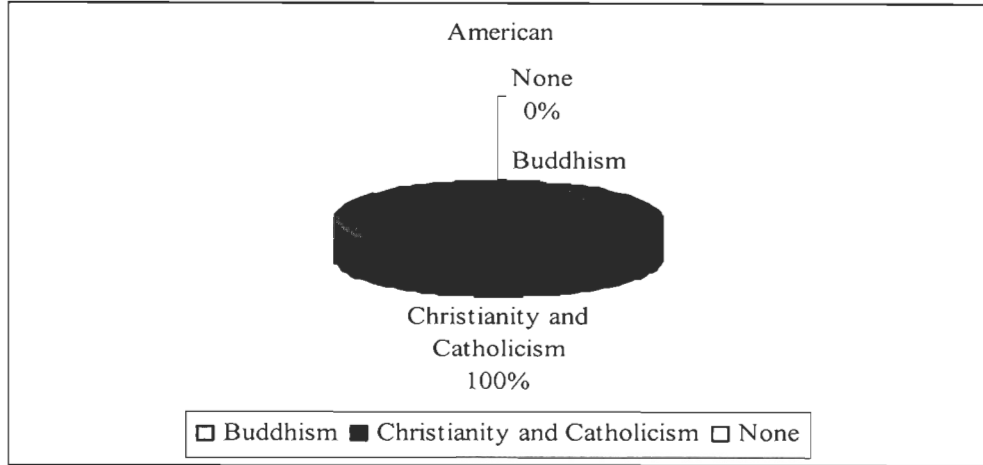 American
None
0%
Buddhism
Christianity and
Catholicism
100%
Buddhism Christianity and Catholicism None